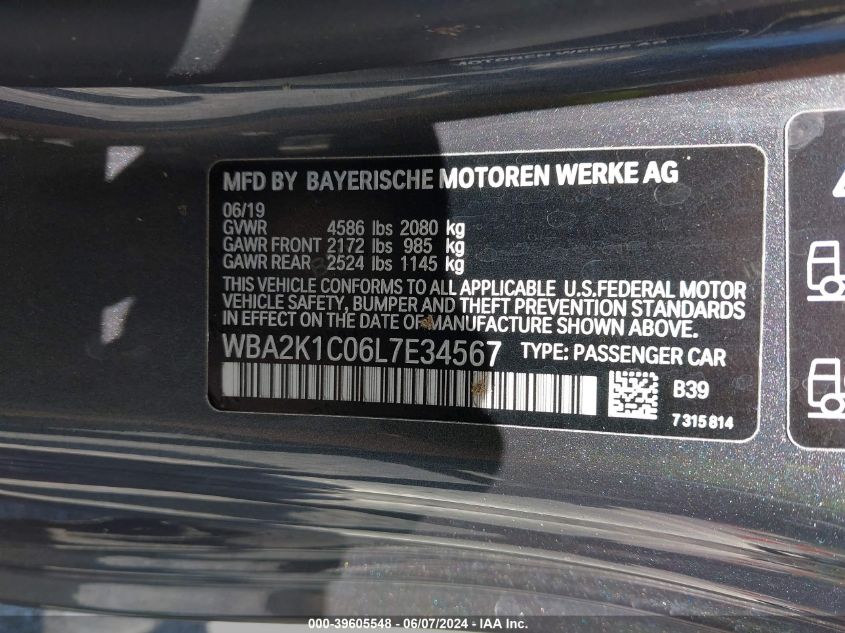 MFD BY BAYERISCHE MOTOREN WERKE AG
06/19
GVWR 4586 lbs 2080 kg
GAWR FRONT 2172 lbs 985 kg
GAWR REAR 2524 lbs 1145 kg
THIS VEHICLE CONFORMS TO ALL APPLICABLE U.S.FEDERAL MOTOR
VEHICLE SAFETY, BUMPER AND THEFT PREVENTION STANDARDS
IN EFFECT ON THE DATE OF MANUFACTURE SHOWN ABOVE.
WBA2K1C06L7E34567 TYPE: PASSENGER CAR
B39
7 315 814
000-39605548 - 06/07/2024 - IAA Inc.